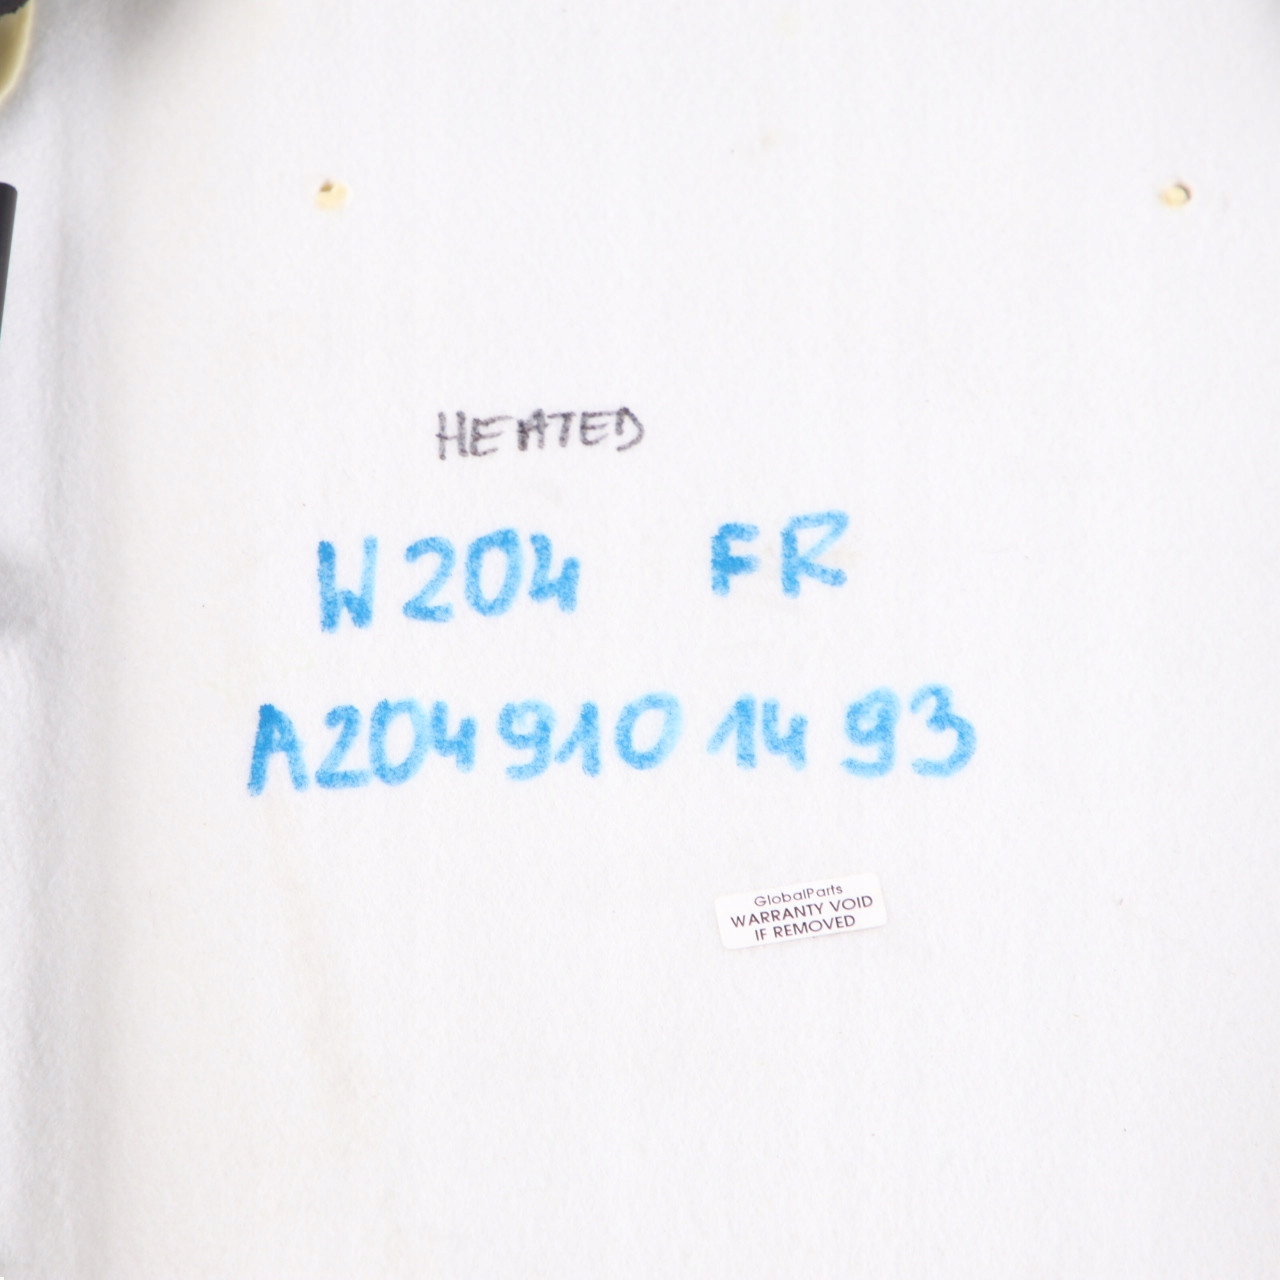 HEATED
W204 FR
A204 910 14 93
GlobalParts
WARRANTY VOID
IF REMOVED